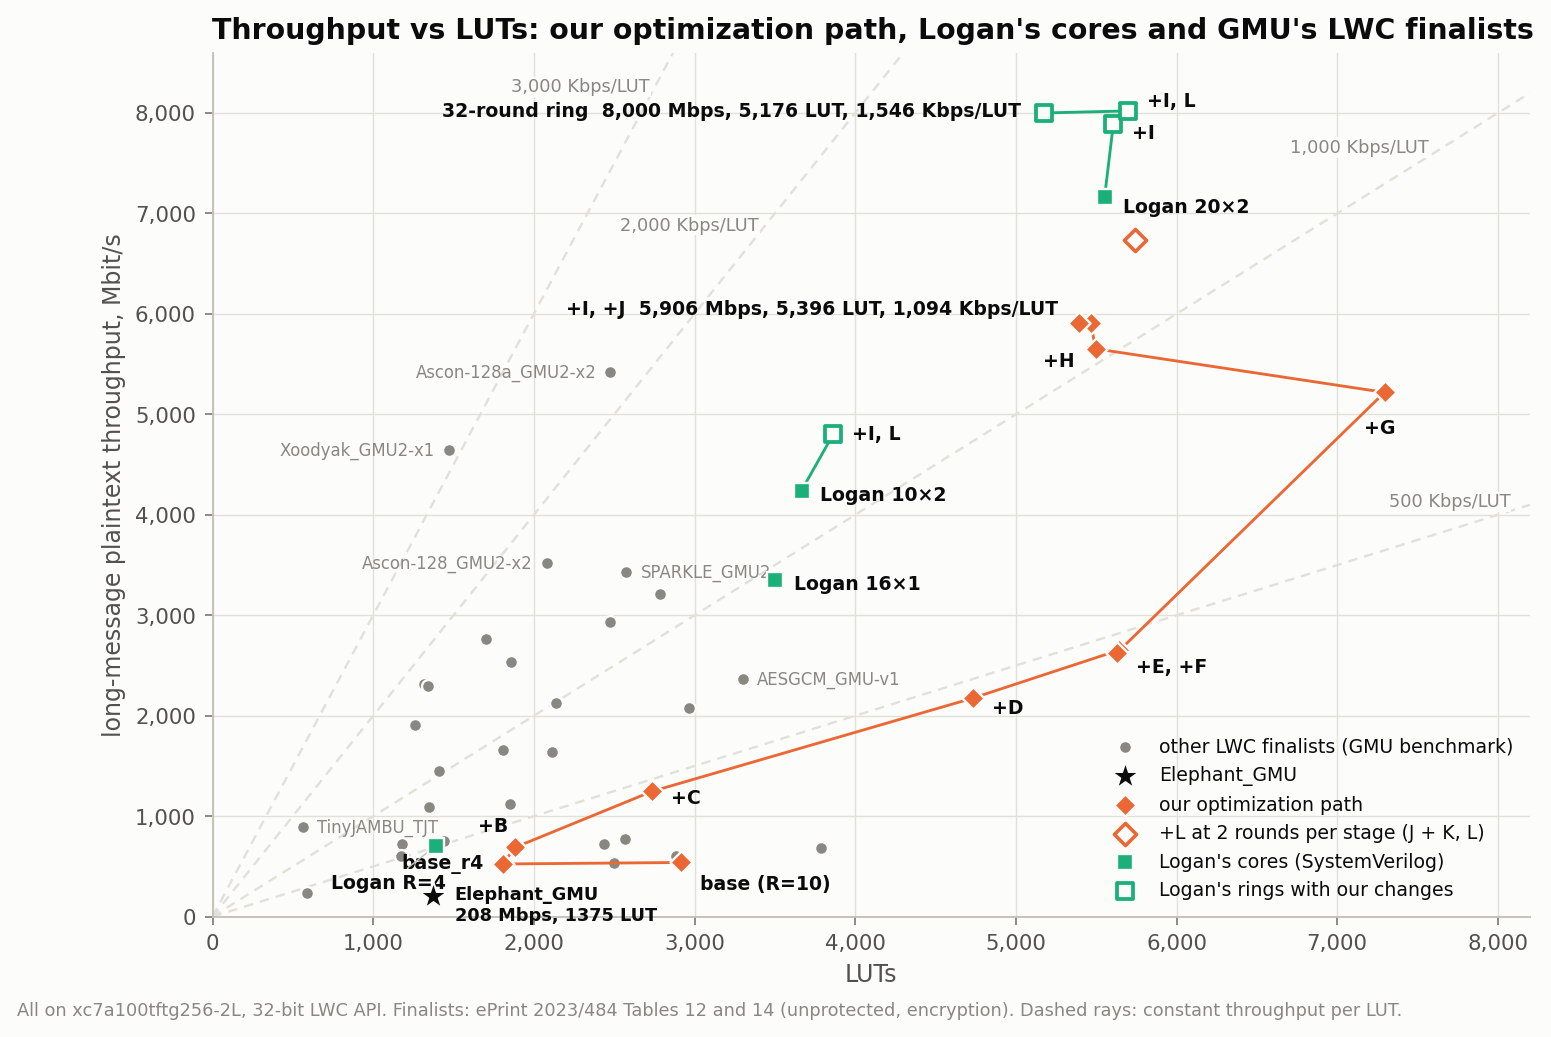 Throughput vs LUTs: our optimization path, Logan's cores and GMU's LWC finalists
long-message plaintext throughput, Mbit/s
8,000
7,000
6,000
5,000
4,000
3,000
2,000
1,000
0
3,000 Kbps/LUT
2,000 Kbps/LUT
1,000 Kbps/LUT
500 Kbps/LUT
32-round ring  8,000 Mbps, 5,176 LUT, 1,546 Kbps/LUT
+I, L
+I
Logan 20×2
+I, +J  5,906 Mbps, 5,396 LUT, 1,094 Kbps/LUT
+H
Ascon-128a_GMU2-x2
+G
Xoodyak_GMU2-x1
+I, L
Logan 10×2
Ascon-128_GMU2-x2
SPARKLE_GMU2
Logan 16×1
AESGCM_GMU-v1
+E, +F
+D
+C
+B
TinyJAMBU_TJT
base_r4
Logan R=4
base (R=10)
Elephant_GMU
208 Mbps, 1375 LUT
other LWC finalists (GMU benchmark)
Elephant_GMU
our optimization path
+L at 2 rounds per stage (J + K, L)
Logan's cores (SystemVerilog)
Logan's rings with our changes
0
1,000
2,000
3,000
4,000
5,000
6,000
7,000
8,000
LUTs
All on xc7a100tftg256-2L, 32-bit LWC API. Finalists: ePrint 2023/484 Tables 12 and 14 (unprotected, encryption). Dashed rays: constant throughput per LUT.